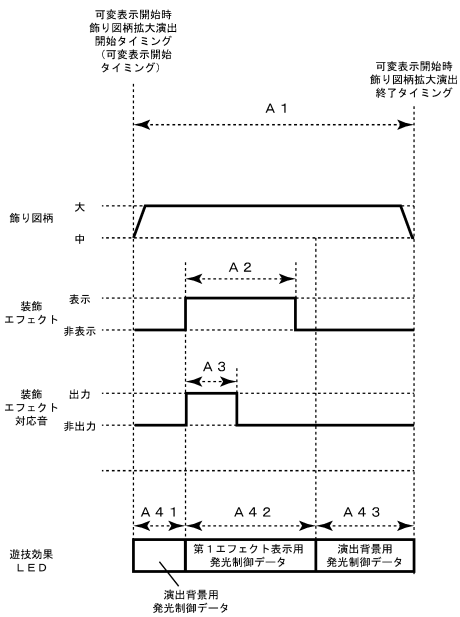 可変表示開始時
飾り図柄拡大演出
開始タイミング
（可変表示開始
タイミング）
可変表示開始時
飾り図柄拡大演出
終了タイミング
Ａ１
飾り図柄
大
中
Ａ２
装飾
エフェクト
表示
非表示
Ａ３
装飾
エフェクト
対応音
出力
非出力
Ａ４１
Ａ４２
Ａ４３
遊技効果
ＬＥＤ
第１エフェクト表示用
発光制御データ
演出背景用
発光制御データ
演出背景用
発光制御データ